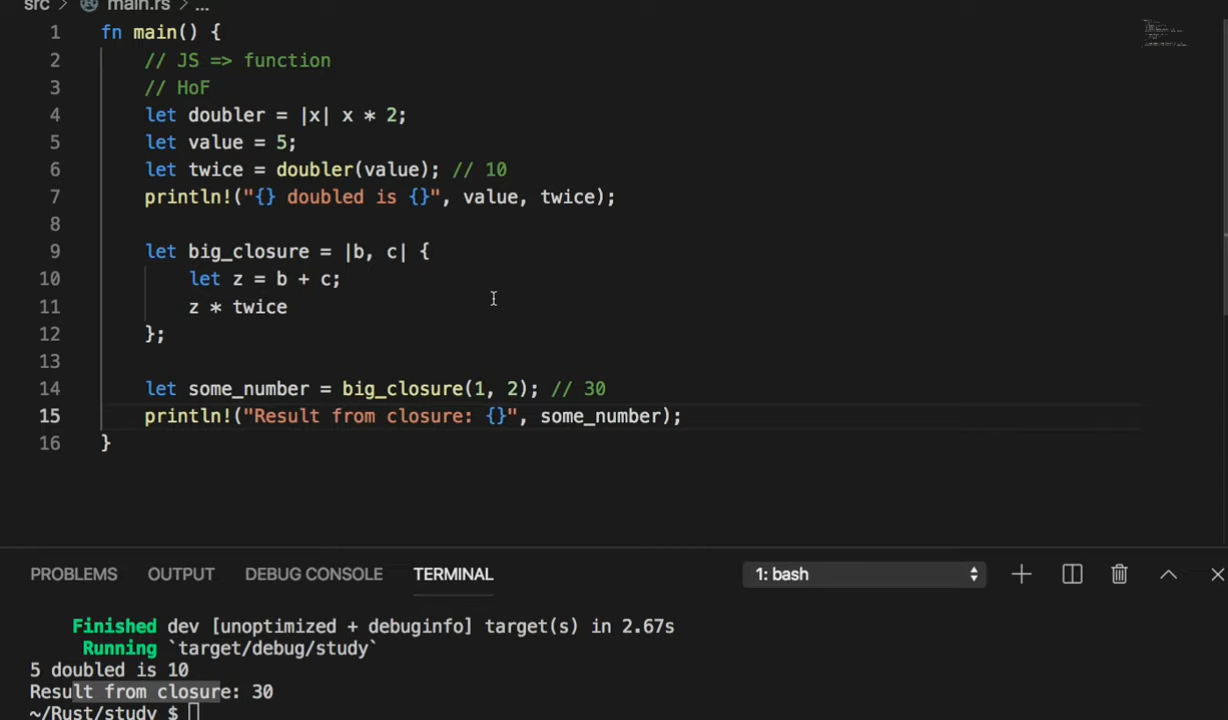 src > main.rs > ...
1 fn main() {
2 // JS => function
3 // HoF
4 let doubler = |x| x * 2;
5 let value = 5;
6 let twice = doubler(value); // 10
7 println!("{} doubled is {}", value, twice);
8
9 let big_closure = |b, c| {
10 let z = b + c;
11 z * twice
12 };
13
14 let some_number = big_closure(1, 2); // 30
15 println!("Result from closure: {}", some_number);
16 }
PROBLEMS OUTPUT DEBUG CONSOLE TERMINAL 1: bash
Finished dev [unoptimized + debuginfo] target(s) in 2.67s
Running `target/debug/study`
5 doubled is 10
Result from closure: 30
~/Rust/study $